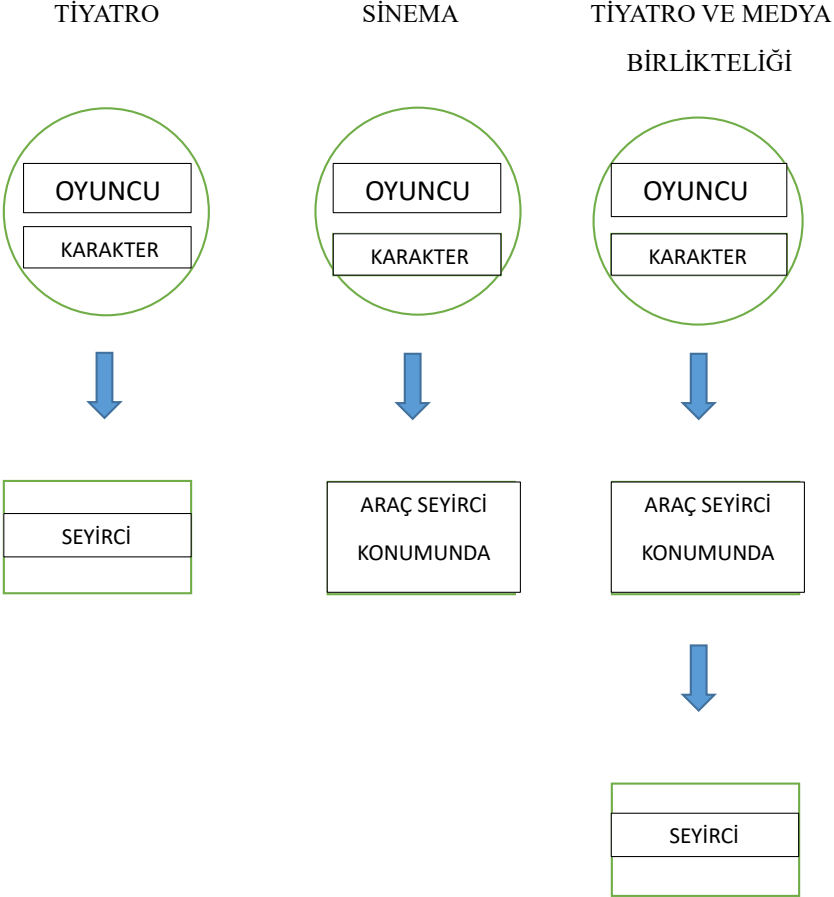 TİYATRO
SİNEMA
TİYATRO VE MEDYA
BİRLİKTELİĞİ
OYUNCU
KARAKTER
OYUNCU
KARAKTER
OYUNCU
KARAKTER
SEYİRCİ
ARAÇ SEYİRCİ
KONUMUNDA
ARAÇ SEYİRCİ
KONUMUNDA
SEYİRCİ